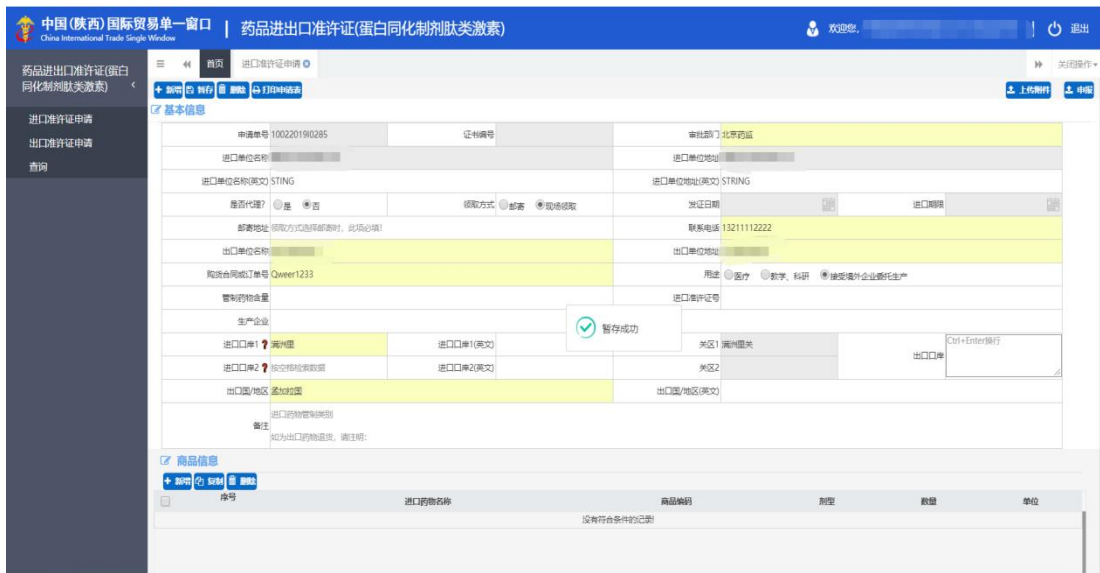 中国(陕西)国际贸易单一窗口 | 药品进出口准许证(蛋白同化制剂肽类激素) 欢迎您, 退出
China International Trade Single Window
药品进出口准许证(蛋白同化制剂肽类激素)
进口准许证申请
出口准许证申请
查询
首页 进口准许证申请 关闭操作
新增 暂存 删除 打印申请表 上传附件 申报
基本信息
申请单号 10022019I0285 证书编号 审批部门 北京药监
进口单位名称 进口单位地址
进口单位名称(英文) STING 进口单位地址(英文) STRING
是否代理? 是 否 领取方式 邮寄 现场领取 发证日期 进口期限
邮寄地址 领取方式选择邮寄时，此项必填! 联系电话 13211112222
出口单位名称 出口单位地址
购货合同或订单号 Qweer1233 用途 医疗 教学、科研 接受境外企业委托生产
管制药物含量 进口准许证号
生产企业
暂存成功
进口口岸1 ? 满洲里 进口口岸1(英文) 关区1 满洲里关 出口口岸 Ctrl+Enter换行
进口口岸2 ? 按空格检索数据 进口口岸2(英文) 关区2
出口国/地区 孟加拉国 出口国/地区(英文)
备注 进口药物管制类别
如为出口药物退货，请注明:
商品信息
新增 复制 删除
序号 进口药物名称 商品编码 剂型 数量 单位
没有符合条件的记录!